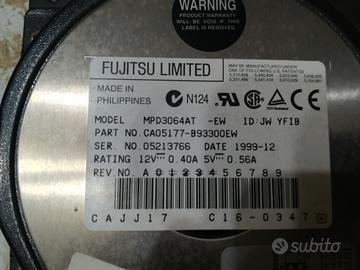 WARNING
PRODUCT WARRANTY
WILL BE VOID
IF THIS LABEL IS REMOVED
FUJITSU LIMITED
MAY BE MANUFACTURED UNDER
ONE OF FOLLOWING U.S. PATENTS
MADE IN
PHILIPPINES
N124
MODEL MPD3064AT -EW ID:JW YFIB
PART NO. CA05177-B93300EW
SER. NO. 05213766 DATE 1999-12
RATING 12V 0.40A 5V 0.56A
REV.NO. A 0 1 2 3 4 5 6 7 8 9
CAJJ17 C16-0347
subito